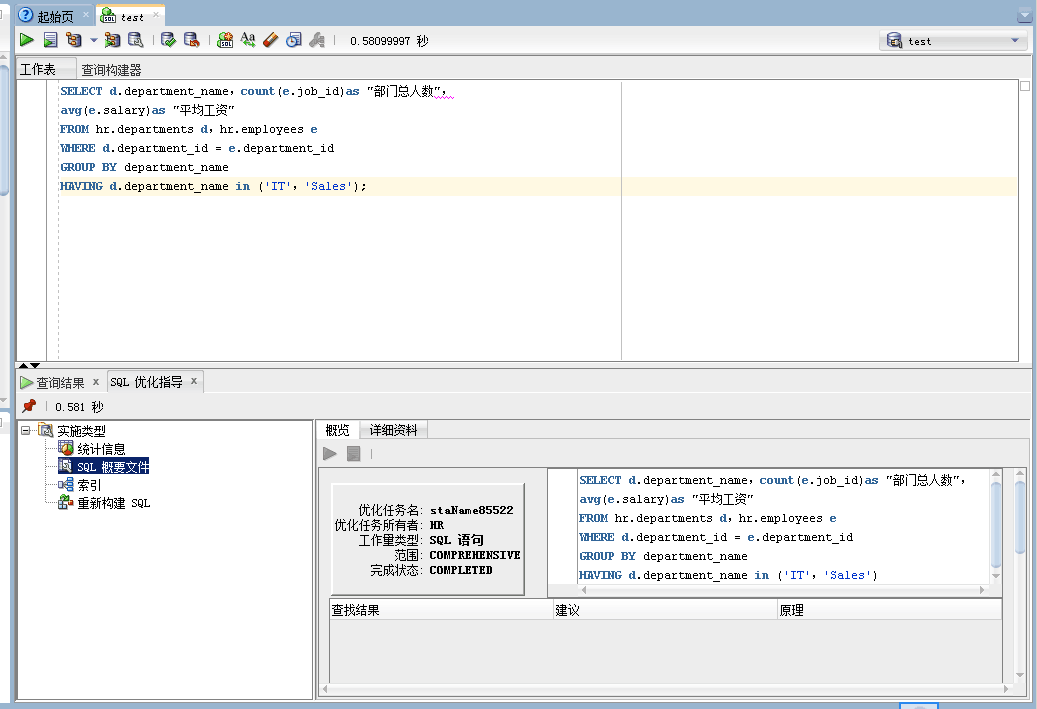 起始页
test
0.58099997 秒
test
工作表
查询构建器
SELECT d.department_name，count(e.job_id)as "部门总人数"，
avg(e.salary)as "平均工资"
FROM hr.departments d，hr.employees e
WHERE d.department_id = e.department_id
GROUP BY department_name
HAVING d.department_name in ('IT'，'Sales');
查询结果
SQL 优化指导
0.581 秒
实施类型
统计信息
SQL 概要文件
索引
重新构建 SQL
概览
详细资料
优化任务名: staName85522
优化任务所有者: HR
工作量类型: SQL 语句
范围: COMPREHENSIVE
完成状态: COMPLETED
SELECT d.department_name，count(e.job_id)as "部门总人数"，
avg(e.salary)as "平均工资"
FROM hr.departments d，hr.employees e
WHERE d.department_id = e.department_id
GROUP BY department_name
HAVING d.department_name in ('IT'，'Sales')
查找结果
建议
原理